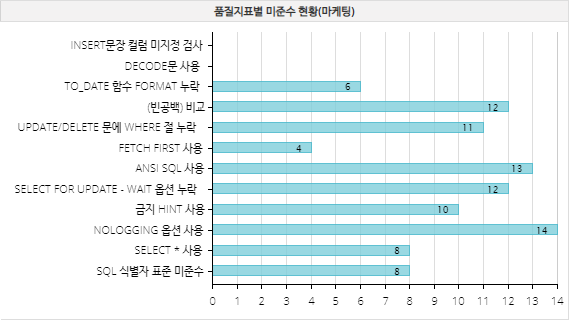 품질지표별 미준수 현황(마케팅)
INSERT문장 컬럼 미지정 검사
DECODE문 사용
TO_DATE 함수 FORMAT 누락 6
(빈공백) 비교 12
UPDATE/DELETE 문에 WHERE 절 누락 11
FETCH FIRST 사용 4
ANSI SQL 사용 13
SELECT FOR UPDATE - WAIT 옵션 누락 12
금지 HINT 사용 10
NOLOGGING 옵션 사용 14
SELECT * 사용 8
SQL 식별자 표준 미준수 8
0 1 2 3 4 5 6 7 8 9 10 11 12 13 14